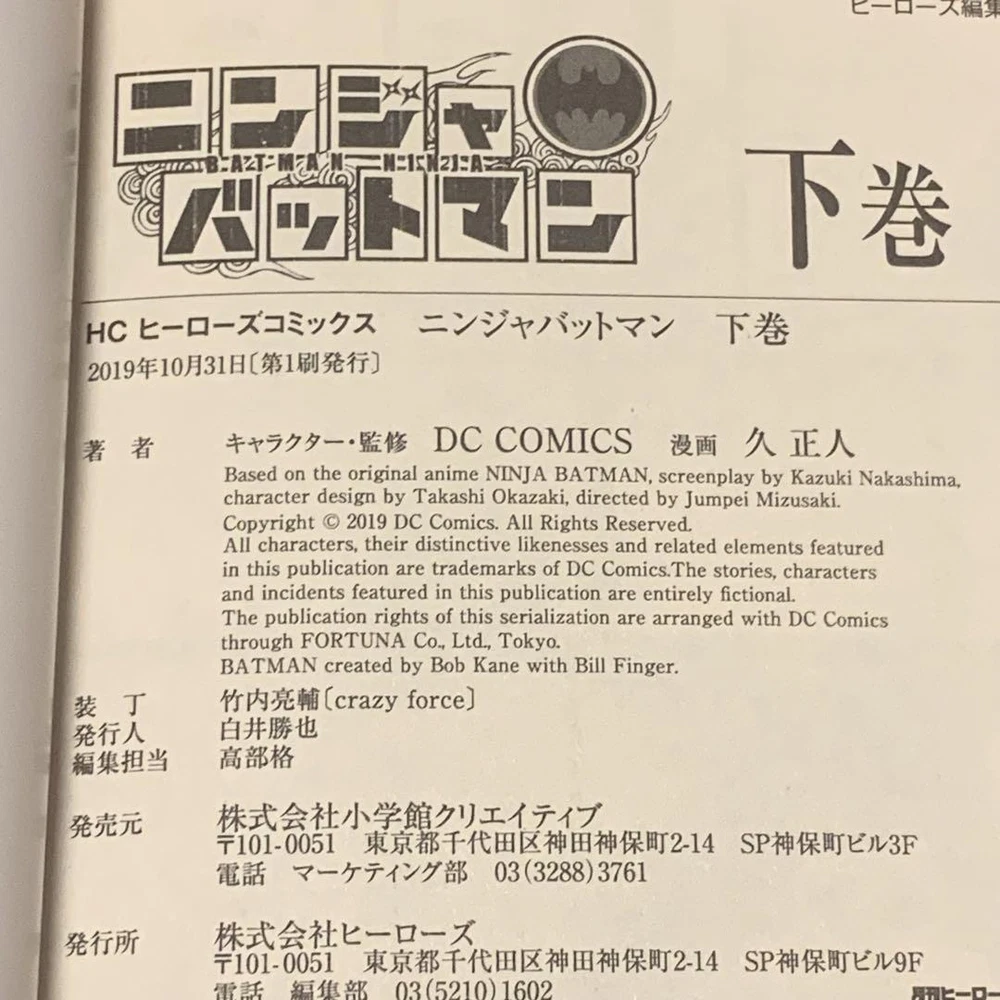 ヒーローズ編集
ニンジャ
BATMAN NINJA
バットマン
下巻
HC ヒーローズコミックス ニンジャバットマン 下巻
2019年10月31日〔第1刷発行〕
著 者 キャラクター・監修 DC COMICS 漫画 久 正人
Based on the original anime NINJA BATMAN, screenplay by Kazuki Nakashima,
character design by Takashi Okazaki, directed by Jumpei Mizusaki.
Copyright © 2019 DC Comics. All Rights Reserved.
All characters, their distinctive likenesses and related elements featured
in this publication are trademarks of DC Comics.The stories, characters
and incidents featured in this publication are entirely fictional.
The publication rights of this serialization are arranged with DC Comics
through FORTUNA Co., Ltd., Tokyo.
BATMAN created by Bob Kane with Bill Finger.
装 丁 竹内亮輔〔crazy force〕
発行人 白井勝也
編集担当 高部格
発売元 株式会社小学館クリエイティブ
〒101-0051 東京都千代田区神田神保町2-14 SP神保町ビル3F
電話 マーケティング部 03(3288)3761
発行所 株式会社ヒーローズ
〒101-0051 東京都千代田区神田神保町2-14 SP神保町ビル9F
電話 編集部 03(5210)1602
月刊ヒーロー